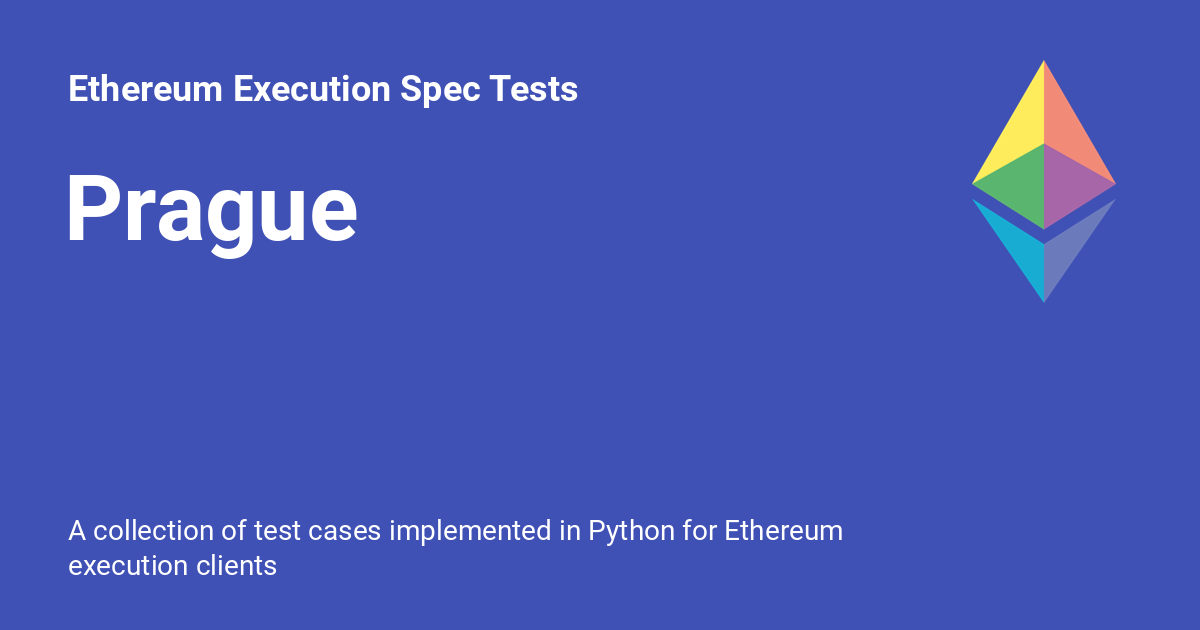 Ethereum Execution Spec Tests
Prague
A collection of test cases implemented in Python for Ethereum
execution clients